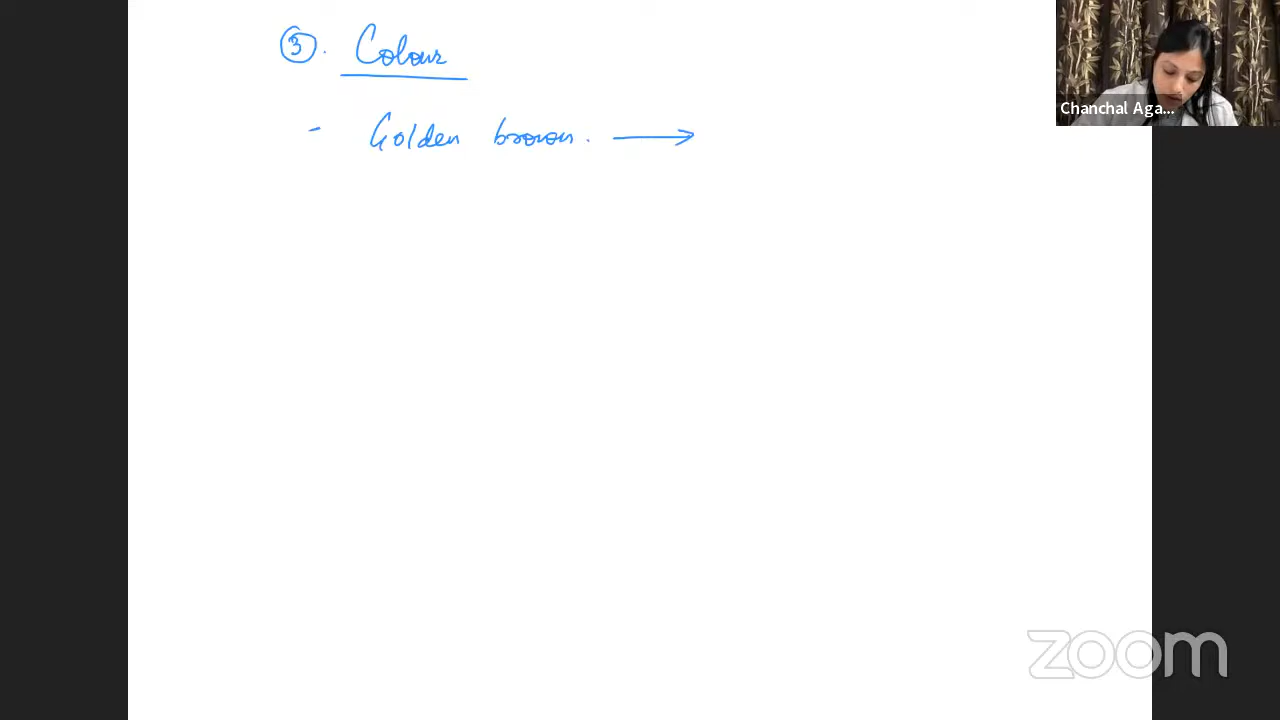 ③. Colour
- Golden brown. →
Chanchal Aga...
zoom